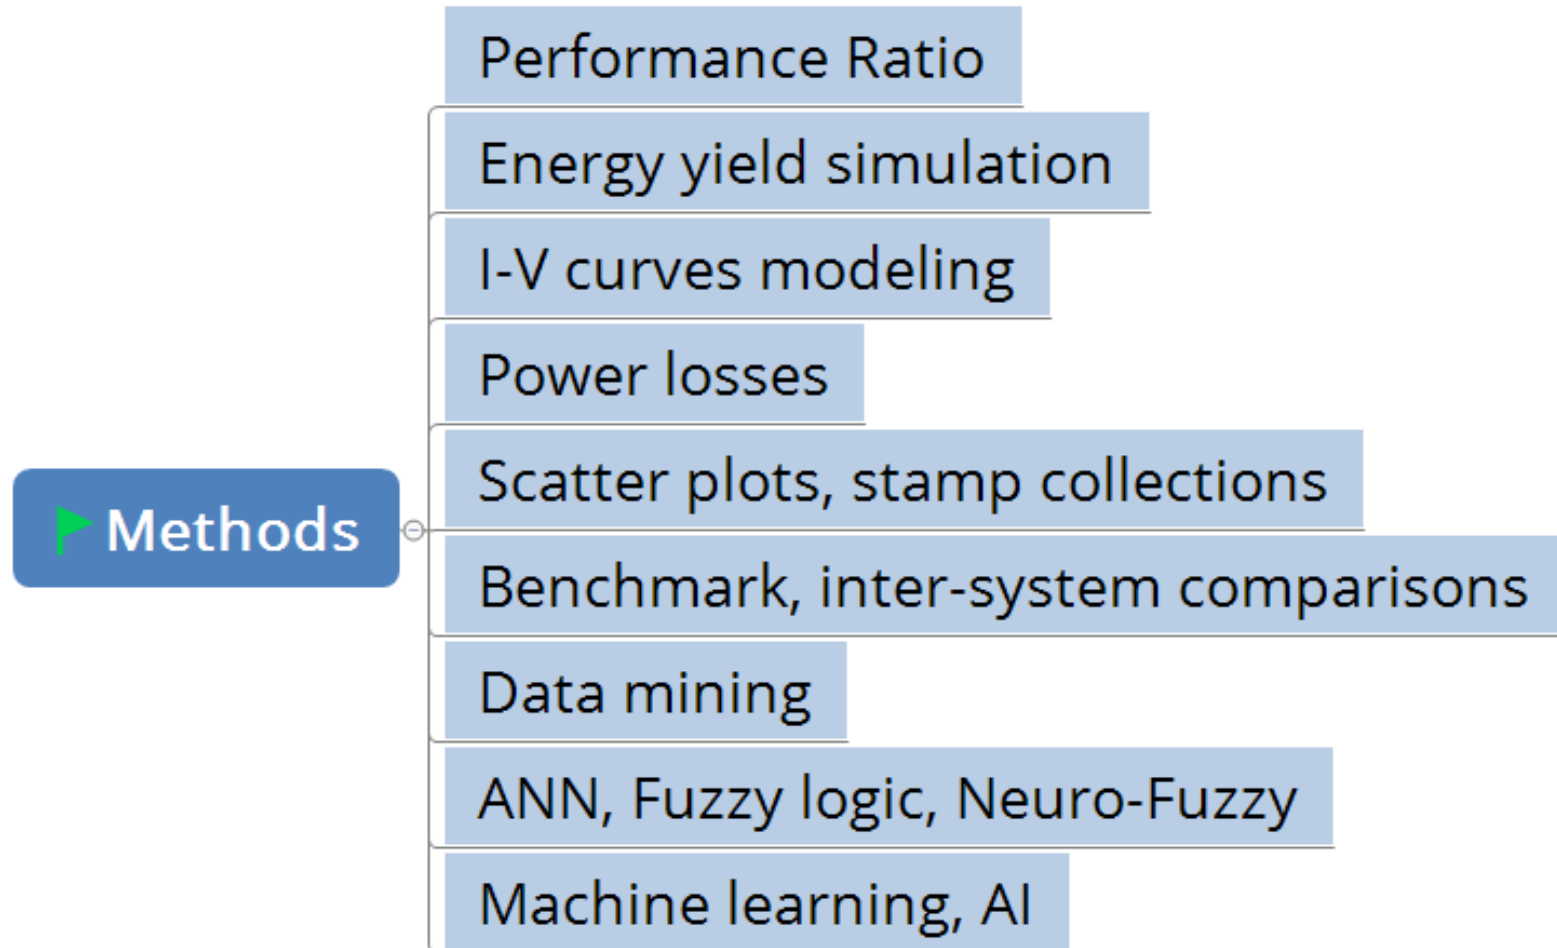 Performance Ratio
Energy yield simulation
I-V curves modeling
Power losses
Scatter plots, stamp collections
Methods
Benchmark, inter-system comparisons
Data mining
ANN, Fuzzy logic, Neuro-Fuzzy
Machine learning, AI